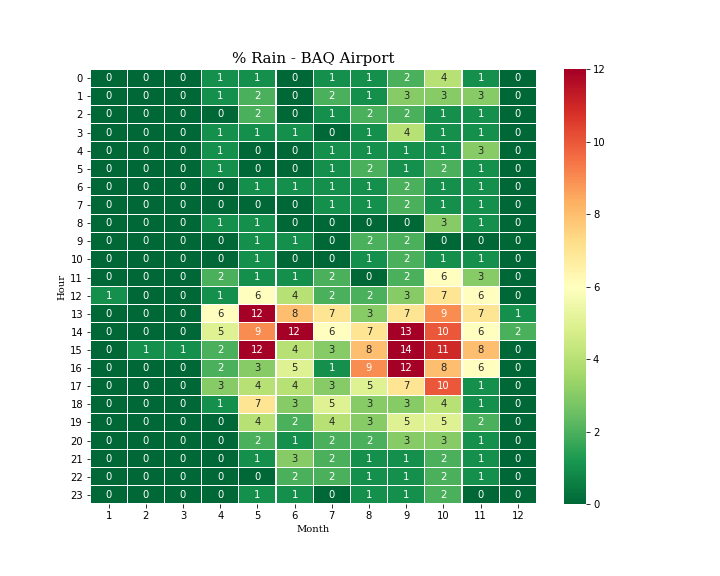 % Rain - BAQ Airport
0 0 0 0 1 1 0 1 1 2 4 1 0
1 0 0 0 1 2 0 2 1 3 3 3 0
2 0 0 0 0 2 0 1 2 2 1 1 0
3 0 0 0 1 1 1 0 1 4 1 1 0
4 0 0 0 1 0 0 1 1 1 1 3 0
5 0 0 0 1 0 0 1 2 1 2 1 0
6 0 0 0 0 1 1 1 1 2 1 1 0
7 0 0 0 0 0 0 1 1 2 1 1 0
8 0 0 0 1 1 0 0 0 0 3 1 0
9 0 0 0 0 1 1 0 2 2 0 0 0
10 0 0 0 0 1 0 0 1 2 1 1 0
11 0 0 0 2 1 1 2 0 2 6 3 0
12 1 0 0 1 6 4 2 2 3 7 6 0
13 0 0 0 6 12 8 7 3 7 9 7 1
14 0 0 0 5 9 12 6 7 13 10 6 2
15 0 1 1 2 12 4 3 8 14 11 8 0
16 0 0 0 2 3 5 1 9 12 8 6 0
17 0 0 0 3 4 4 3 5 7 10 1 0
18 0 0 0 1 7 3 5 3 3 4 1 0
19 0 0 0 0 4 2 4 3 5 5 2 0
20 0 0 0 0 2 1 2 2 3 3 1 0
21 0 0 0 0 1 3 2 1 1 2 1 0
22 0 0 0 0 0 2 2 1 1 2 1 0
23 0 0 0 0 1 1 0 1 1 2 0 0
1 2 3 4 5 6 7 8 9 10 11 12
Month
Hour
12
10
8
6
4
2
0